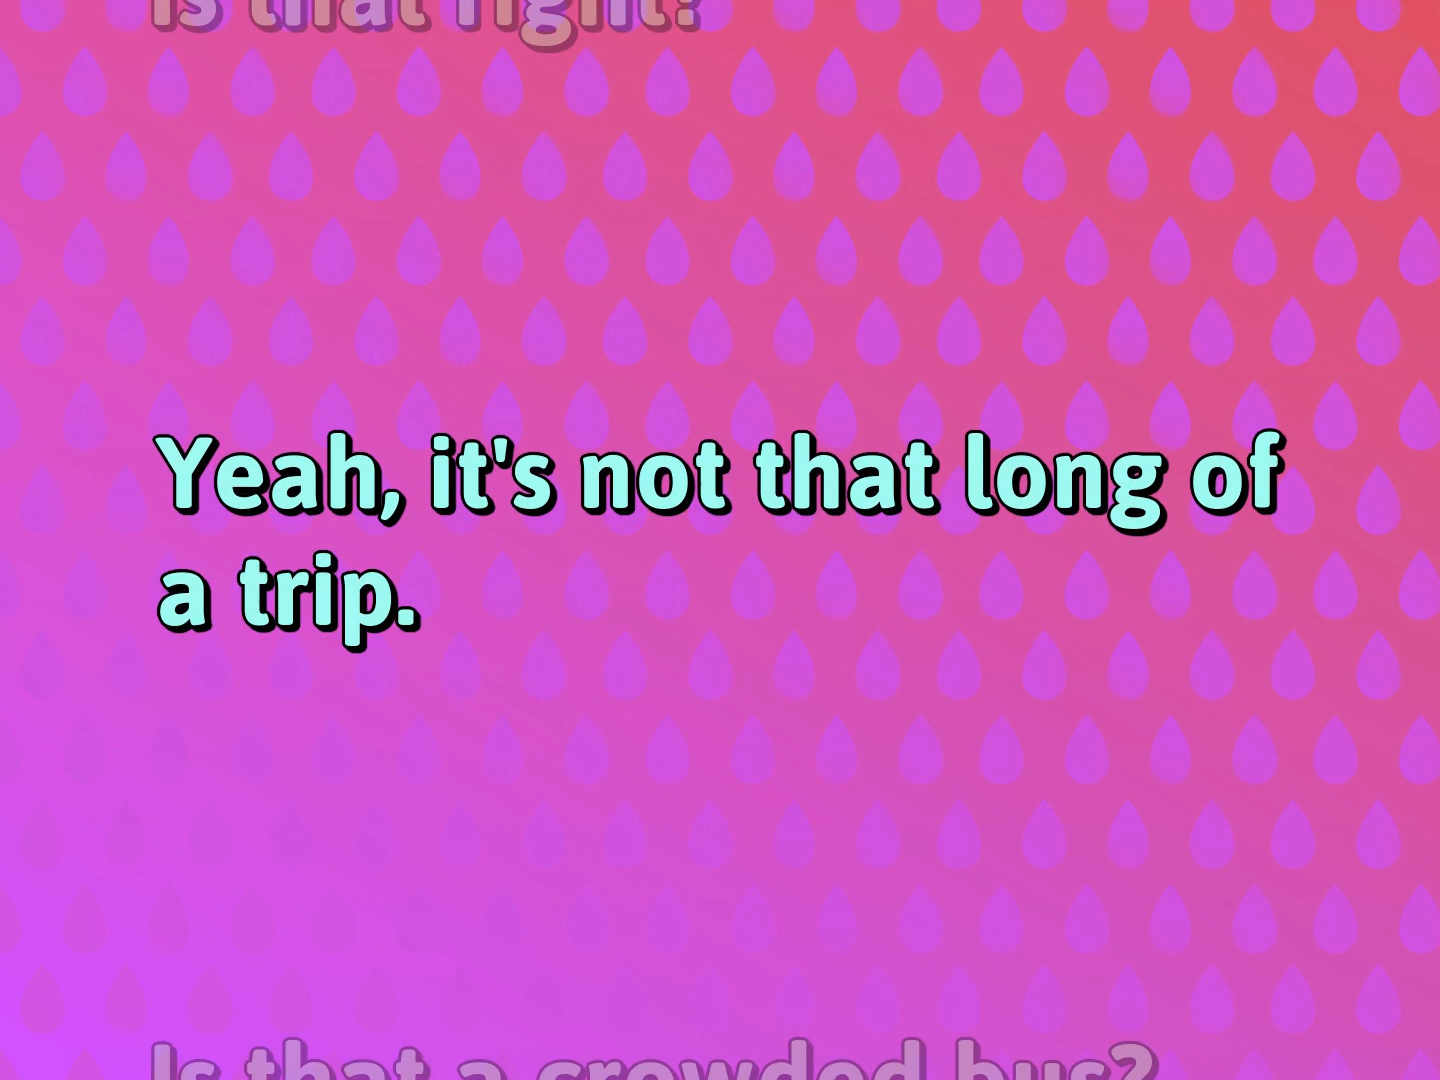 Is that right?
Yeah, it's not that long of
a trip.
Is that a crowded bus?